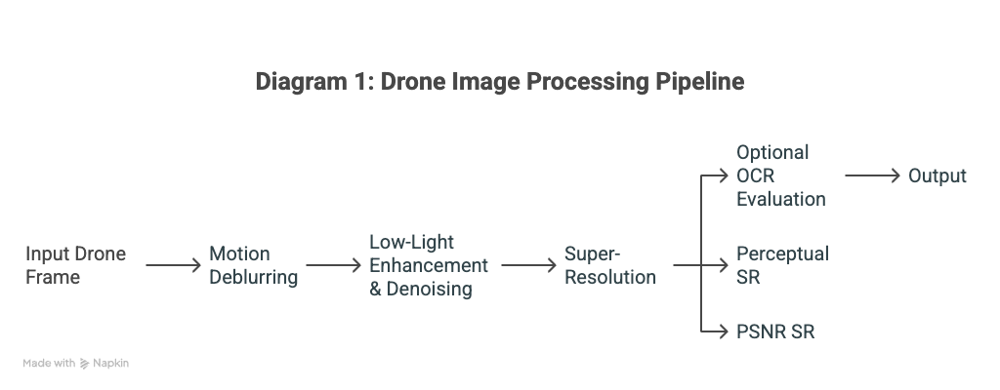 Diagram 1: Drone Image Processing Pipeline
Input Drone
Frame
Motion
Deblurring
Low-Light
Enhancement
& Denoising
Super-
Resolution
Optional
OCR
Evaluation
Output
Perceptual
SR
PSNR SR
Made with Napkin